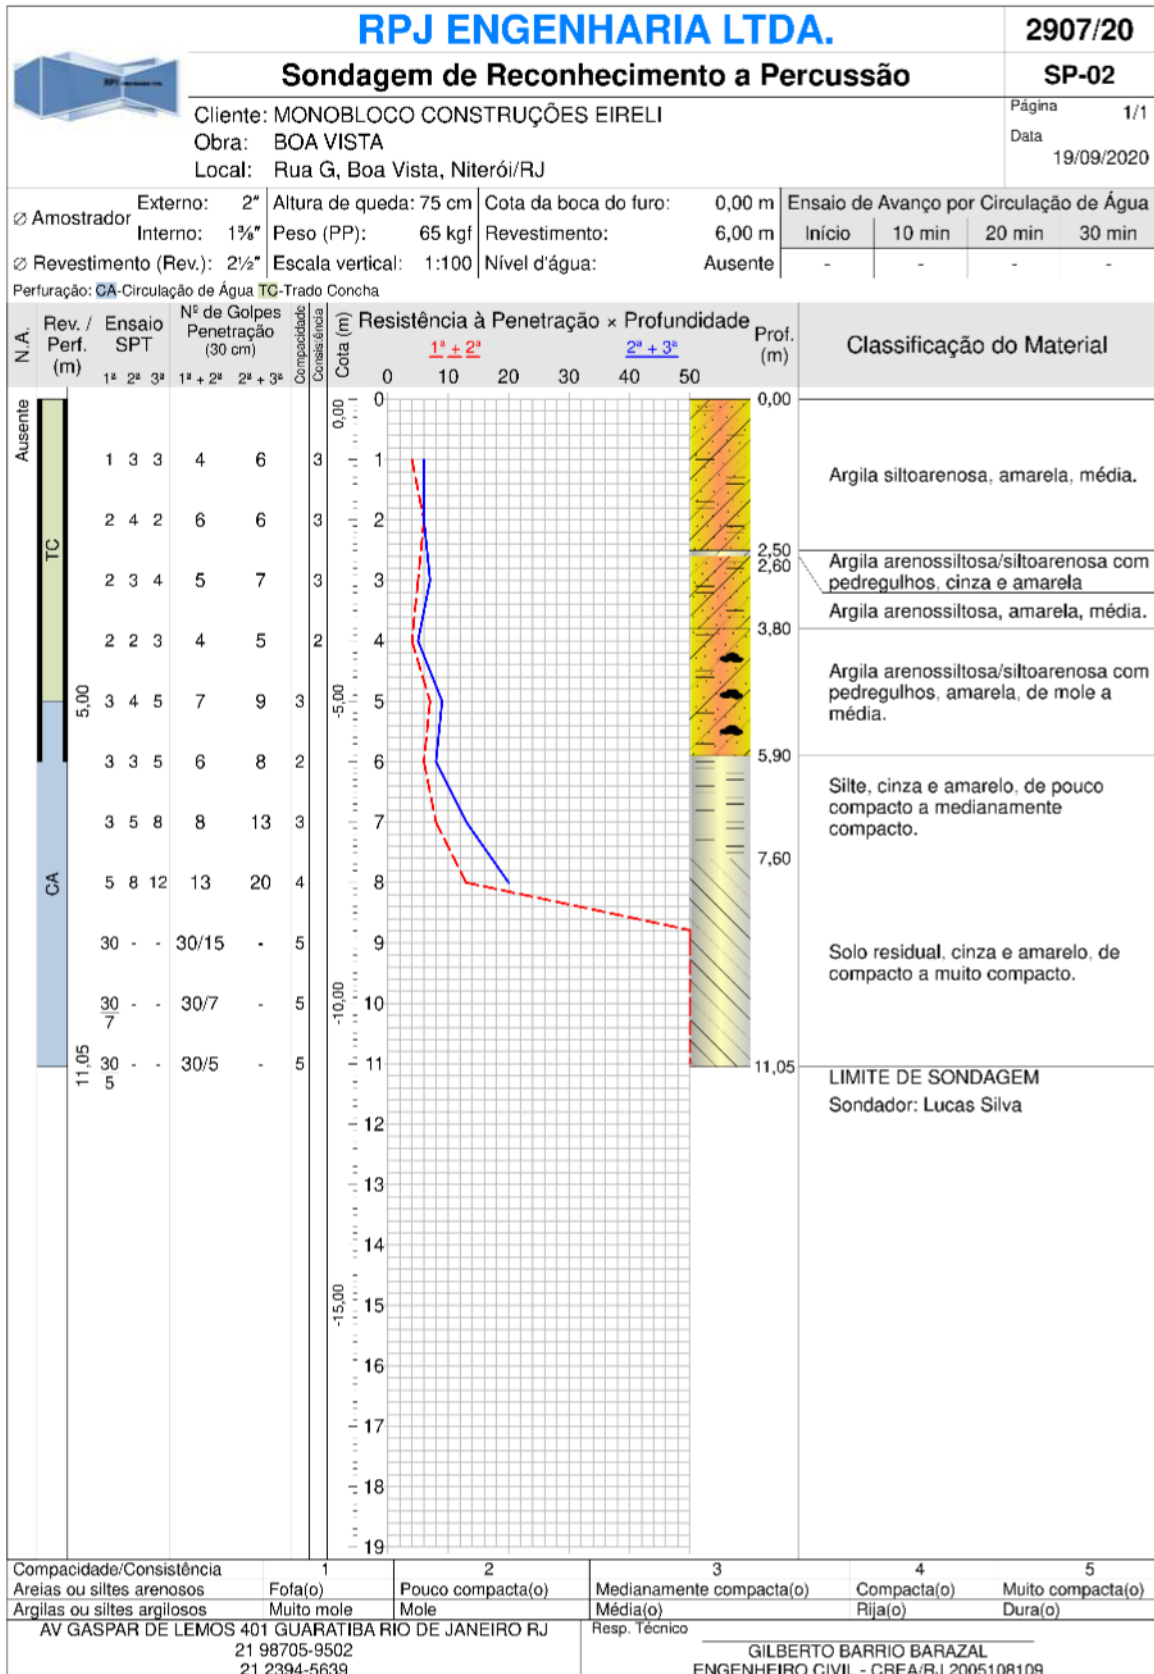 RPJ ENGENHARIA LTDA.
2907/20
Sondagem de Reconhecimento a Percussão
SP-02
Cliente: MONOBLOCO CONSTRUÇÕES EIRELI
Obra: BOA VISTA
Local: Rua G, Boa Vista, Niterói/RJ
Página 1/1
Data
19/09/2020
Ø Amostrador
Externo: 2"
Interno: 1⅜"
Ø Revestimento (Rev.): 2½"
Altura de queda: 75 cm
Peso (PP): 65 kgf
Escala vertical: 1:100
Cota da boca do furo: 0,00 m
Revestimento: 6,00 m
Nível d'água: Ausente
Ensaio de Avanço por Circulação de Água
Início 10 min 20 min 30 min
- - - -
Perfuração: CA-Circulação de Água TC-Trado Concha
N.A.
Rev. / Perf. (m)
Ensaio SPT
1ª 2ª 3ª
Nº de Golpes
Penetração
(30 cm)
1ª + 2ª 2ª + 3ª
Compacidade
Consistência
Cota (m)
Resistência à Penetração × Profundidade
1ª + 2ª 2ª + 3ª
0 10 20 30 40 50
Prof. (m)
Classificação do Material
Ausente
TC
5,00
CA
11,05
1 3 3 4 6 3
2 4 2 6 6 3
2 3 4 5 7 3
2 2 3 4 5 2
3 4 5 7 9 3
3 3 5 6 8 2
3 5 8 8 13 3
5 8 12 13 20 4
30 - - 30/15 - 5
30/7 - - 30/7 - 5
30/5 - - 30/5 - 5
0,00
-5,00
-10,00
-15,00
0
1
2
3
4
5
6
7
8
9
10
11
12
13
14
15
16
17
18
19
0,00
Argila siltoarenosa, amarela, média.
2,50
2,60
Argila arenossiltosa/siltoarenosa com
pedregulhos, cinza e amarela
Argila arenossiltosa, amarela, média.
3,80
Argila arenossiltosa/siltoarenosa com
pedregulhos, amarela, de mole a
média.
5,90
Silte, cinza e amarelo, de pouco
compacto a medianamente
compacto.
7,60
Solo residual, cinza e amarelo, de
compacto a muito compacto.
11,05
LIMITE DE SONDAGEM
Sondador: Lucas Silva
Compacidade/Consistência 1 2 3 4 5
Areias ou siltes arenosos Fofa(o) Pouco compacta(o) Medianamente compacta(o) Compacta(o) Muito compacta(o)
Argilas ou siltes argilosos Muito mole Mole Média(o) Rija(o) Dura(o)
AV GASPAR DE LEMOS 401 GUARATIBA RIO DE JANEIRO RJ
21 98705-9502
21 2394-5639
Resp. Técnico
GILBERTO BARRIO BARAZAL
ENGENHEIRO CIVIL - CREA/RJ 2005108109